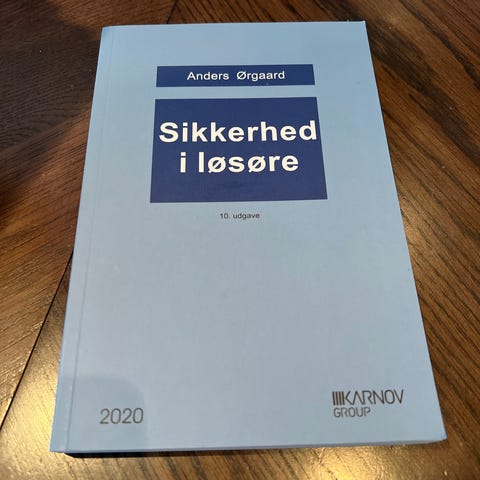 Anders Ørgaard
Sikkerhed
i løsøre
10. udgave
2020
KARNOV
GROUP